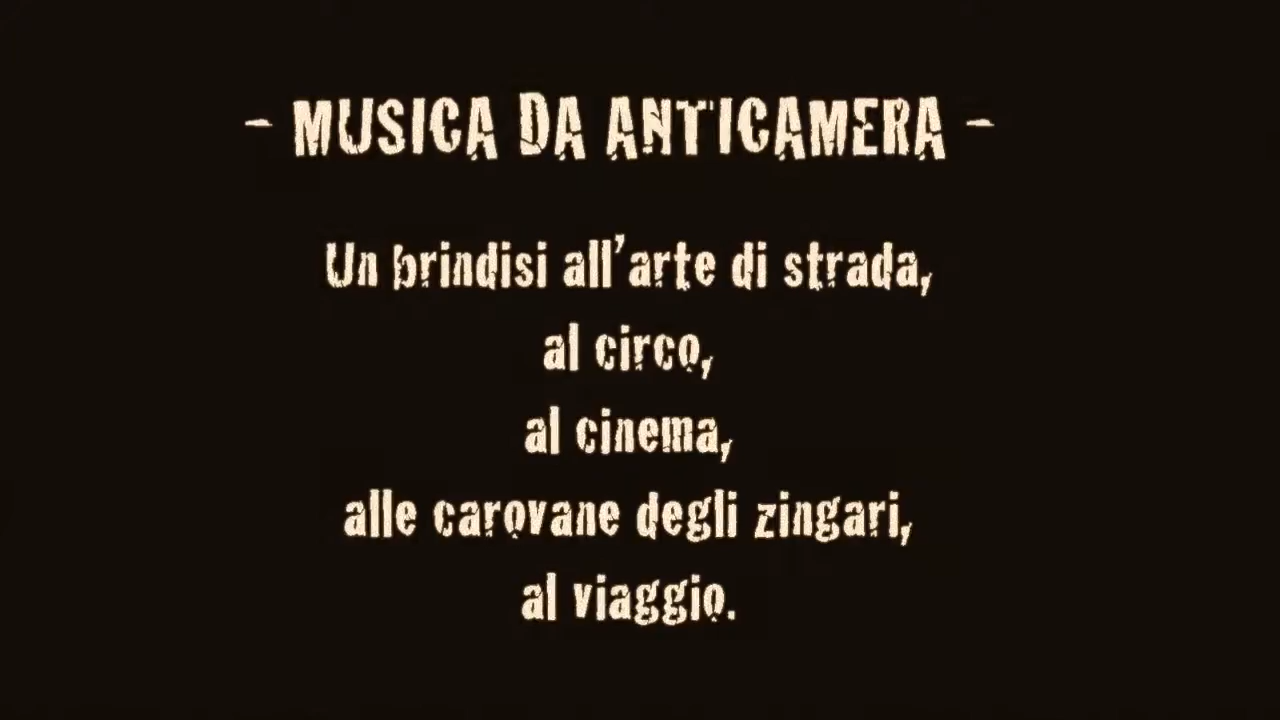 - MUSICA DA ANTICAMERA -
Un brindisi all’arte di strada,
al circo,
al cinema,
alle carovane degli zingari,
al viaggio.